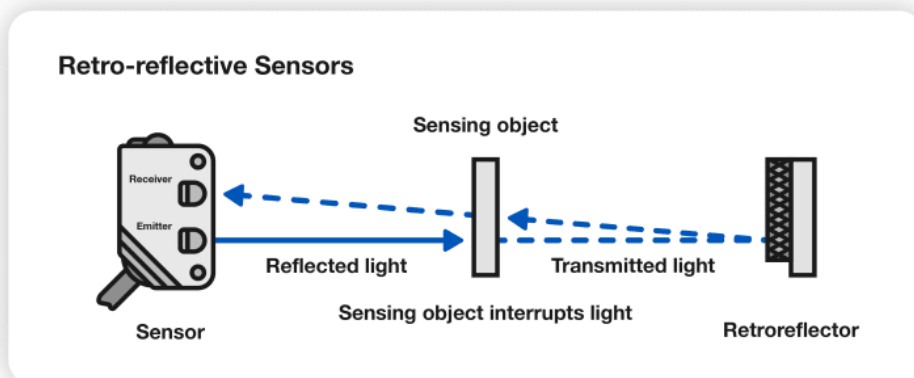 Retro-reflective Sensors
Sensing object
Receiver
Emitter
Reflected light
Transmitted light
Sensing object interrupts light
Sensor
Retroreflector